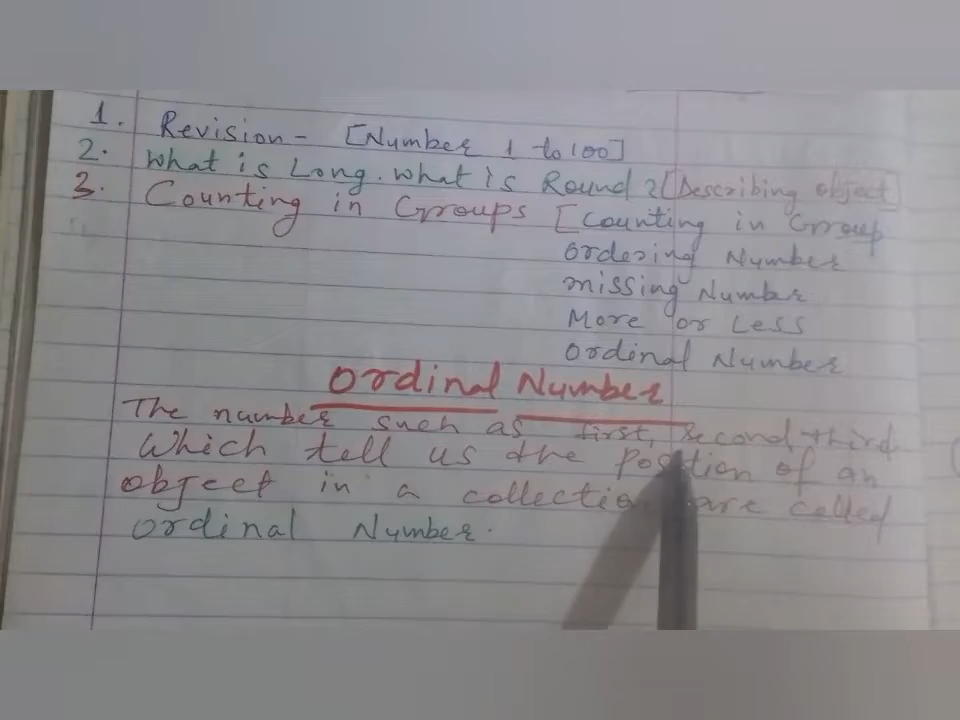 1. Revision - [Number 1 to 100]
2. What is Long. what is Round ? [Describing object]
3. Counting in Groups [Counting in Group
Ordering Number
missing Number
More or Less
Ordinal Number
Ordinal Number
The number such as first, second third
Which tell us the position of an
object in a collection are called
Ordinal Number.